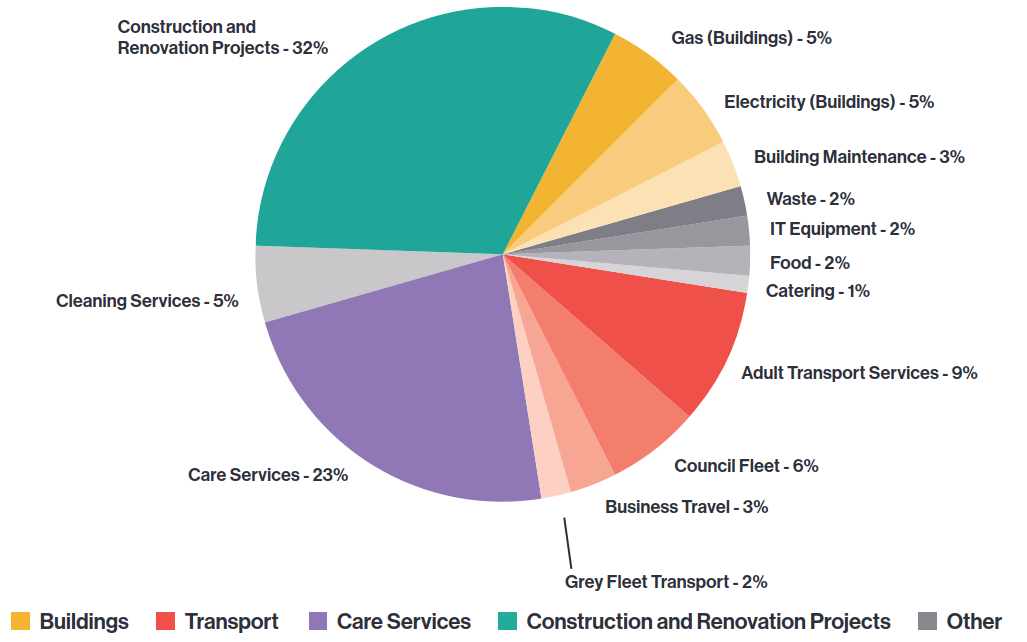 Construction and
Renovation Projects - 32%
Gas (Buildings) - 5%
Electricity (Buildings) - 5%
Building Maintenance - 3%
Waste - 2%
IT Equipment - 2%
Food - 2%
Catering - 1%
Cleaning Services - 5%
Adult Transport Services - 9%
Council Fleet - 6%
Care Services - 23%
Business Travel - 3%
Grey Fleet Transport - 2%
Buildings
Transport
Care Services
Construction and Renovation Projects
Other